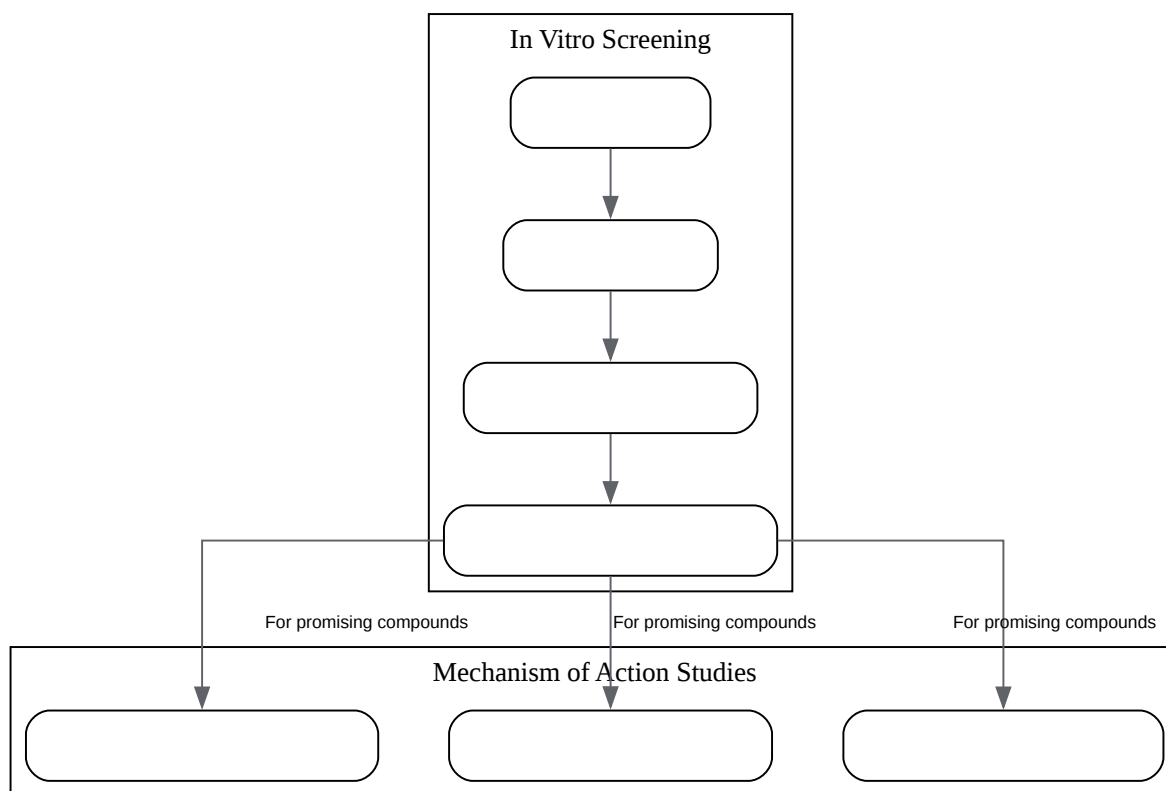 In Vitro Screening
For promising compounds
For promising compounds
For promising compounds
Mechanism of Action Studies